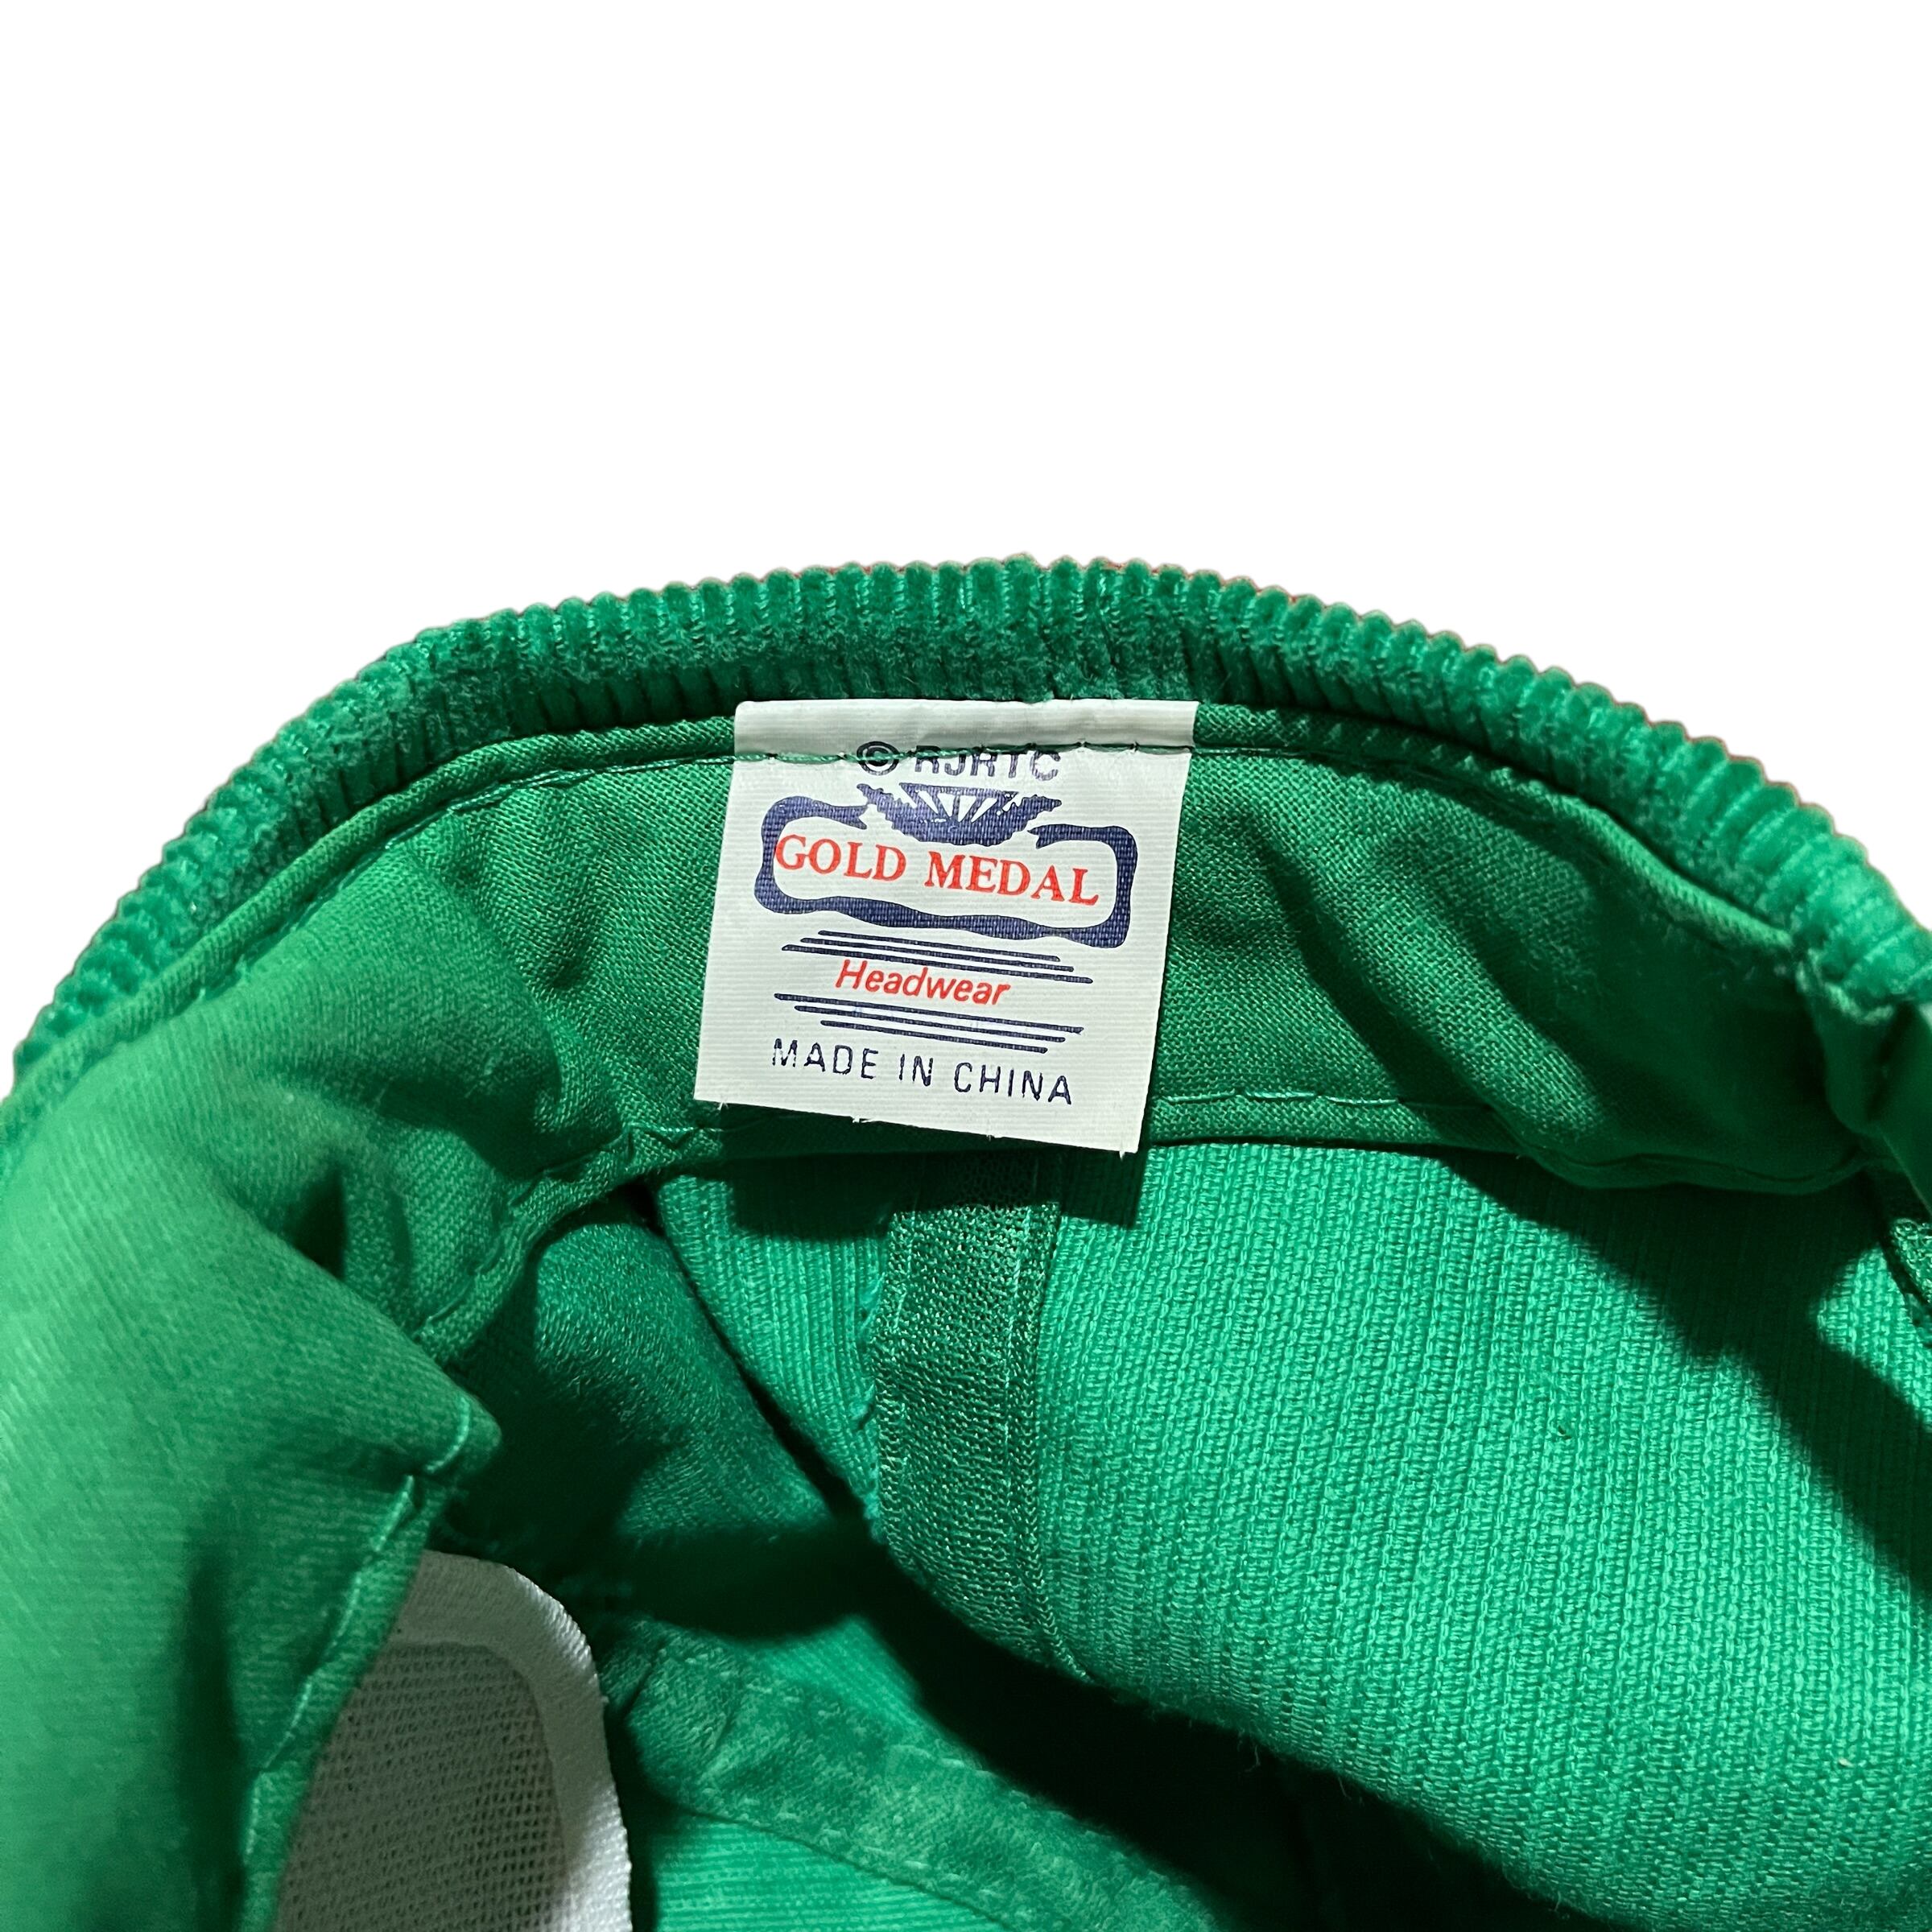 © RJRTC
GOLD MEDAL
Headwear
MADE IN CHINA